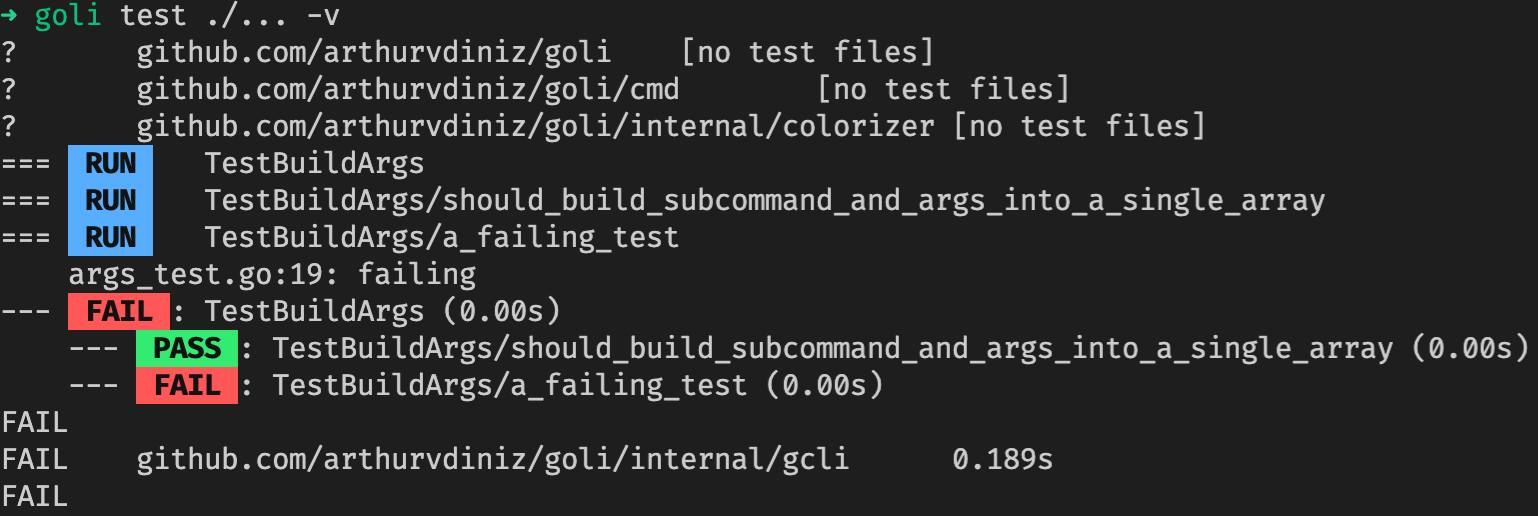 ➜ goli test ./... -v
? github.com/arthurvdiniz/goli [no test files]
? github.com/arthurvdiniz/goli/cmd [no test files]
? github.com/arthurvdiniz/goli/internal/colorizer [no test files]
=== RUN TestBuildArgs
=== RUN TestBuildArgs/should_build_subcommand_and_args_into_a_single_array
=== RUN TestBuildArgs/a_failing_test
args_test.go:19: failing
--- FAIL : TestBuildArgs (0.00s)
--- PASS : TestBuildArgs/should_build_subcommand_and_args_into_a_single_array (0.00s)
--- FAIL : TestBuildArgs/a_failing_test (0.00s)
FAIL
FAIL github.com/arthurvdiniz/goli/internal/gcli 0.189s
FAIL